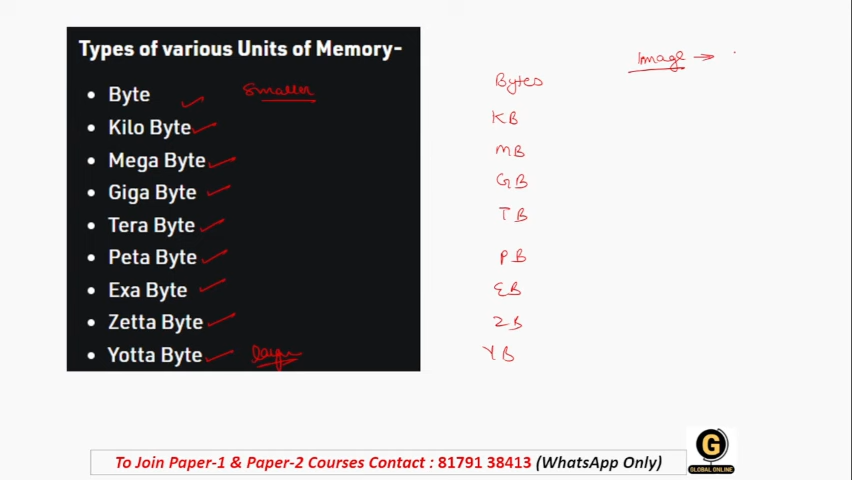 Types of various Units of Memory-
• Byte
Smaller
• Kilo Byte
• Mega Byte
• Giga Byte
• Tera Byte
• Peta Byte
• Exa Byte
• Zetta Byte
• Yotta Byte
Bytes
KB
MB
GB
TB
PB
EB
ZB
YB
Image →
G
GLOBAL ONLINE
To Join Paper-1 & Paper-2 Courses Contact : 81791 38413 (WhatsApp Only)